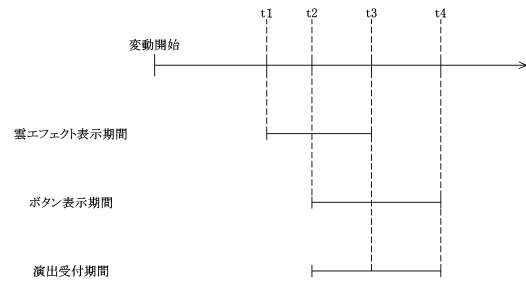 t1 t2 t3 t4
変動開始
雲エフェクト表示期間
ボタン表示期間
演出受付期間